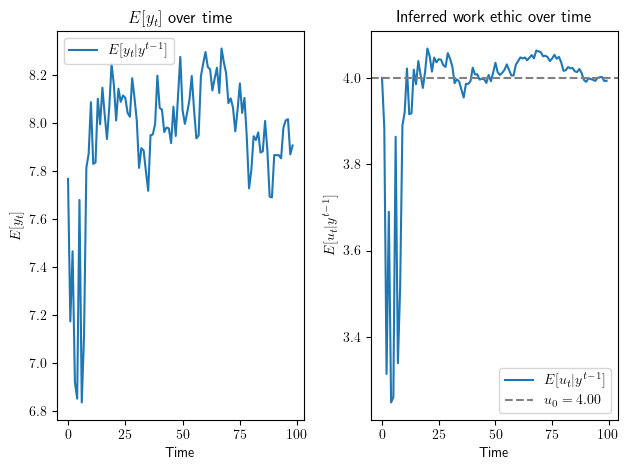 E[y_t] over time
E[y_t|y^{t-1}]
E[y_t]
8.2
8.0
7.8
7.6
7.4
7.2
7.0
6.8
0
25
50
75
100
Time
Inferred work ethic over time
E[u_t|y^{t-1}]
4.0
3.8
3.6
3.4
E[u_t|y^{t-1}]
u_0 = 4.00
0
25
50
75
100
Time